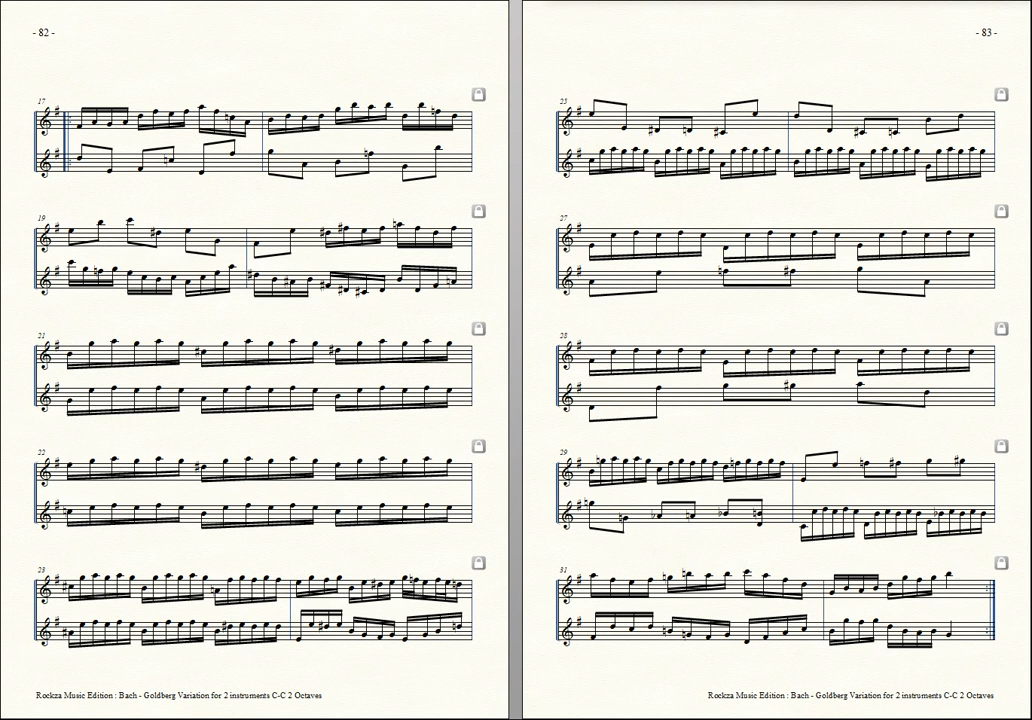 - 82 -
17
19
21
22
23
Rockza Music Edition : Bach - Goldberg Variation for 2 instruments C-C 2 Octaves
- 83 -
25
27
28
29
31
Rockza Music Edition : Bach - Goldberg Variation for 2 instruments C-C 2 Octaves